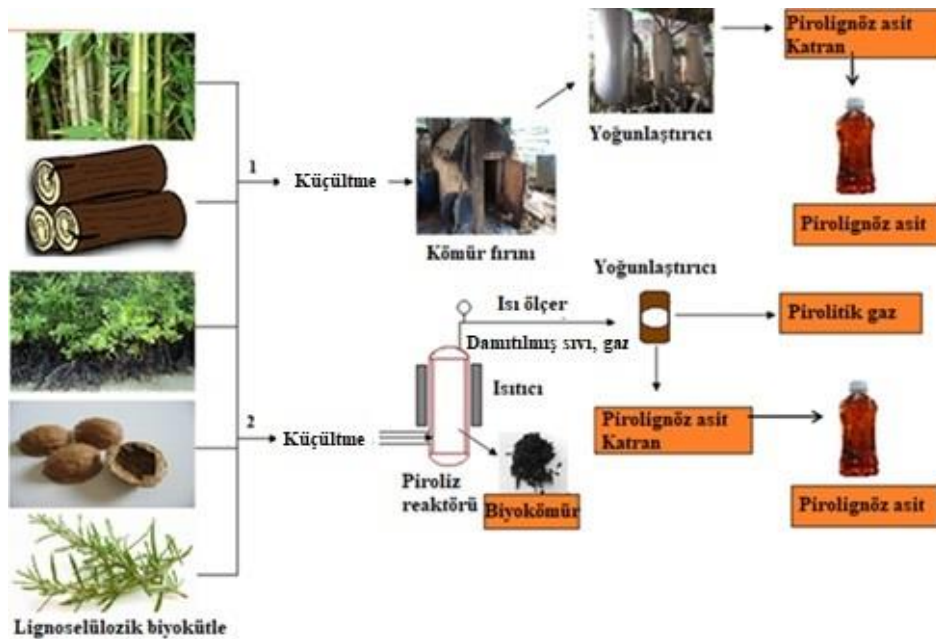 Pirolignöz asit
Katran
Yoğunlaştırıcı
1
Küçültme
Kömür fırını
Pirolignöz asit
Yoğunlaştırıcı
Isı ölçer
Pirolitik gaz
Damıtılmış sıvı, gaz
Isıtıcı
2
Küçültme
Pirolignöz asit
Katran
Piroliz
reaktörü
Biyokömür
Pirolignöz asit
Lignoselülozik biyokütle